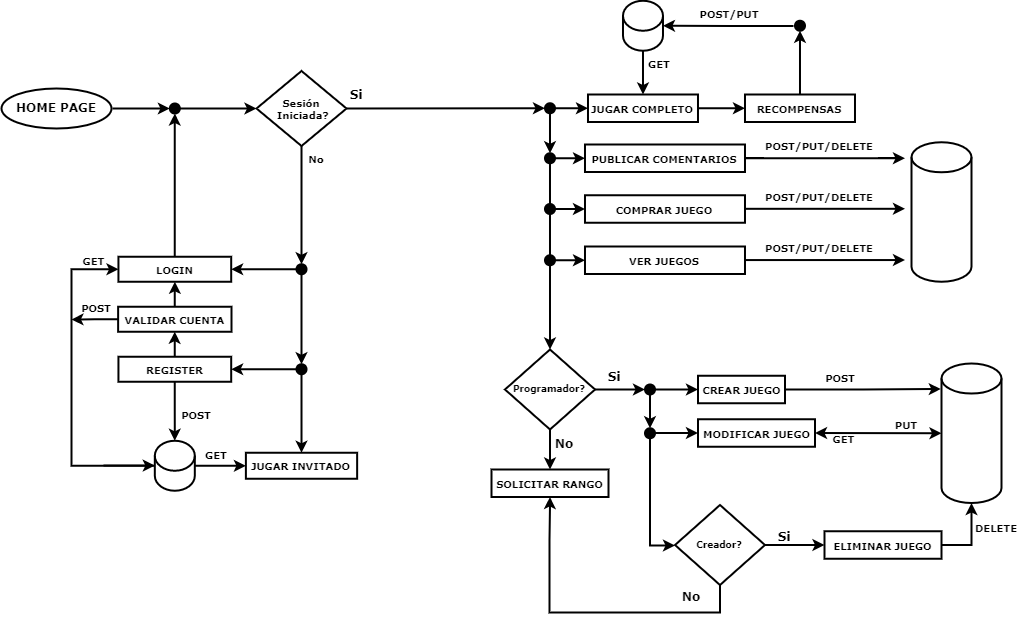 POST/PUT
GET
HOME PAGE
Sesión
Iniciada?
Si
JUGAR COMPLETO
RECOMPENSAS
No
PUBLICAR COMENTARIOS
POST/PUT/DELETE
COMPRAR JUEGO
POST/PUT/DELETE
VER JUEGOS
POST/PUT/DELETE
GET
LOGIN
POST
VALIDAR CUENTA
REGISTER
POST
GET
JUGAR INVITADO
Programador?
Si
CREAR JUEGO
POST
MODIFICAR JUEGO
GET
PUT
No
SOLICITAR RANGO
Creador?
Si
ELIMINAR JUEGO
DELETE
No